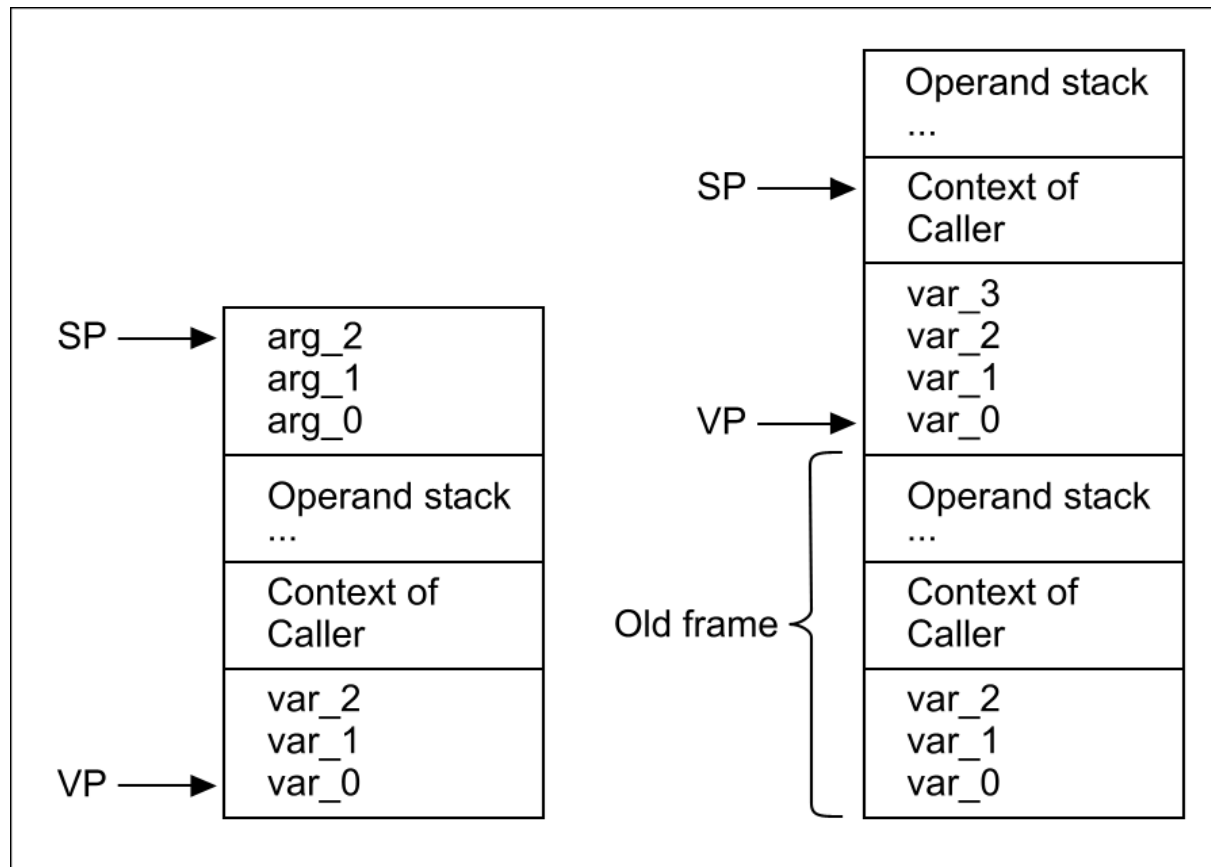 SP
arg_2
arg_1
arg_0
Operand stack
...
Context of
Caller
VP
var_2
var_1
var_0
Operand stack
...
SP
Context of
Caller
var_3
var_2
var_1
VP
var_0
Old frame
Operand stack
...
Context of
Caller
var_2
var_1
var_0